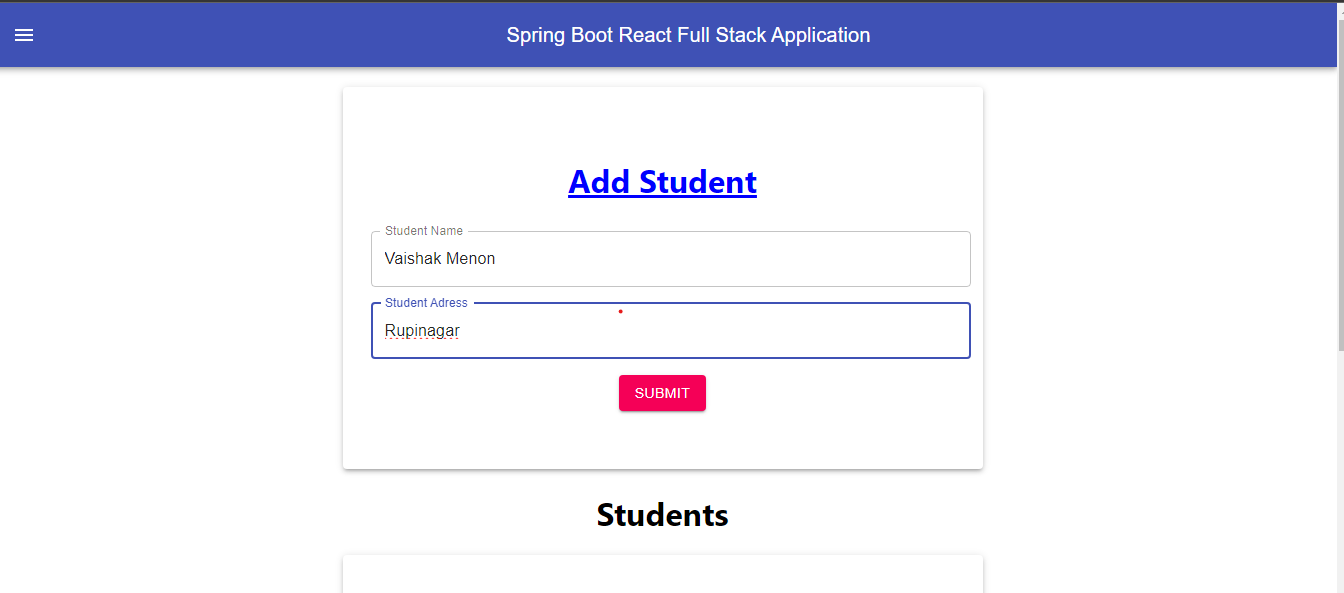 Spring Boot React Full Stack Application
Add Student
Student Name
Vaishak Menon
Student Adress
Rupinagar
SUBMIT
Students